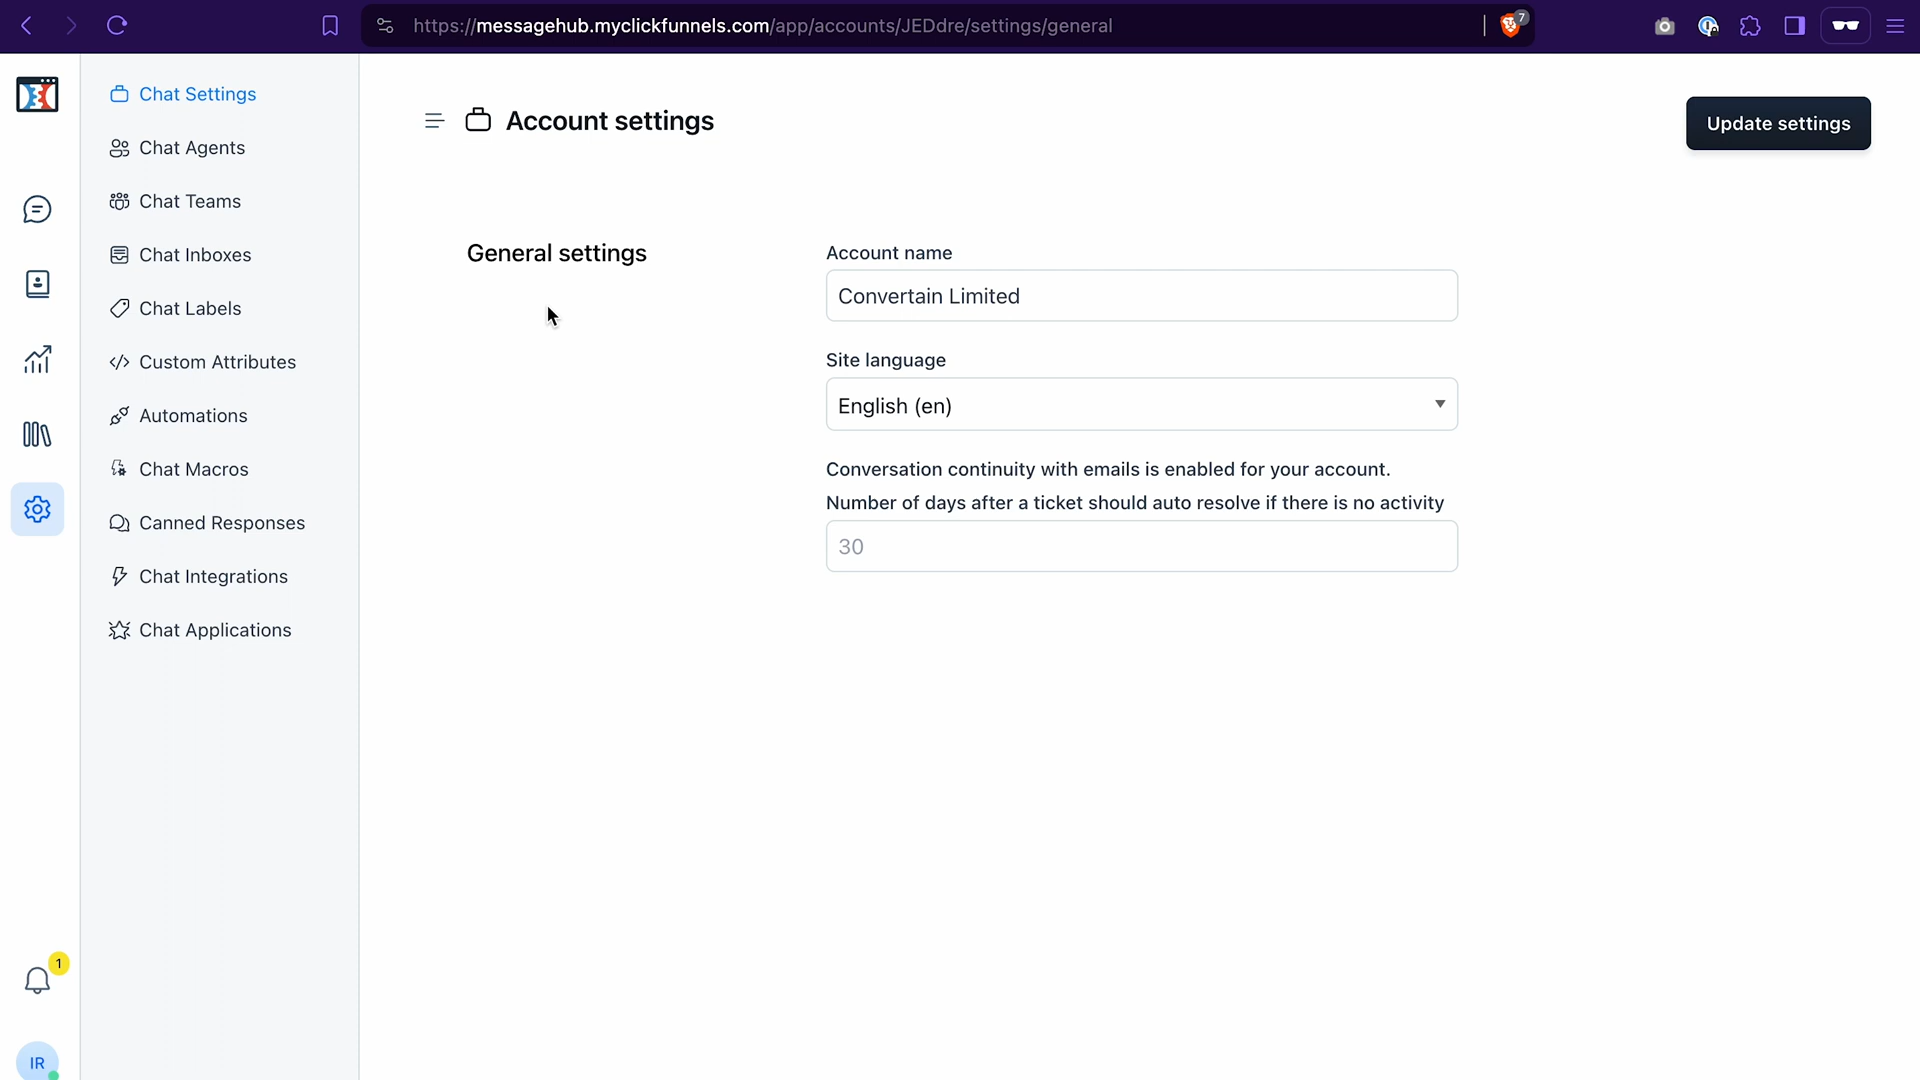 https://messagehub.myclickfunnels.com/app/accounts/JEDdre/settings/general
7
Chat Settings
Chat Agents
Chat Teams
Chat Inboxes
Chat Labels
Custom Attributes
Automations
Chat Macros
Canned Responses
Chat Integrations
Chat Applications
1
IR
Account settings
Update settings
General settings
Account name
Convertain Limited
Site language
English (en)
Conversation continuity with emails is enabled for your account.
Number of days after a ticket should auto resolve if there is no activity
30